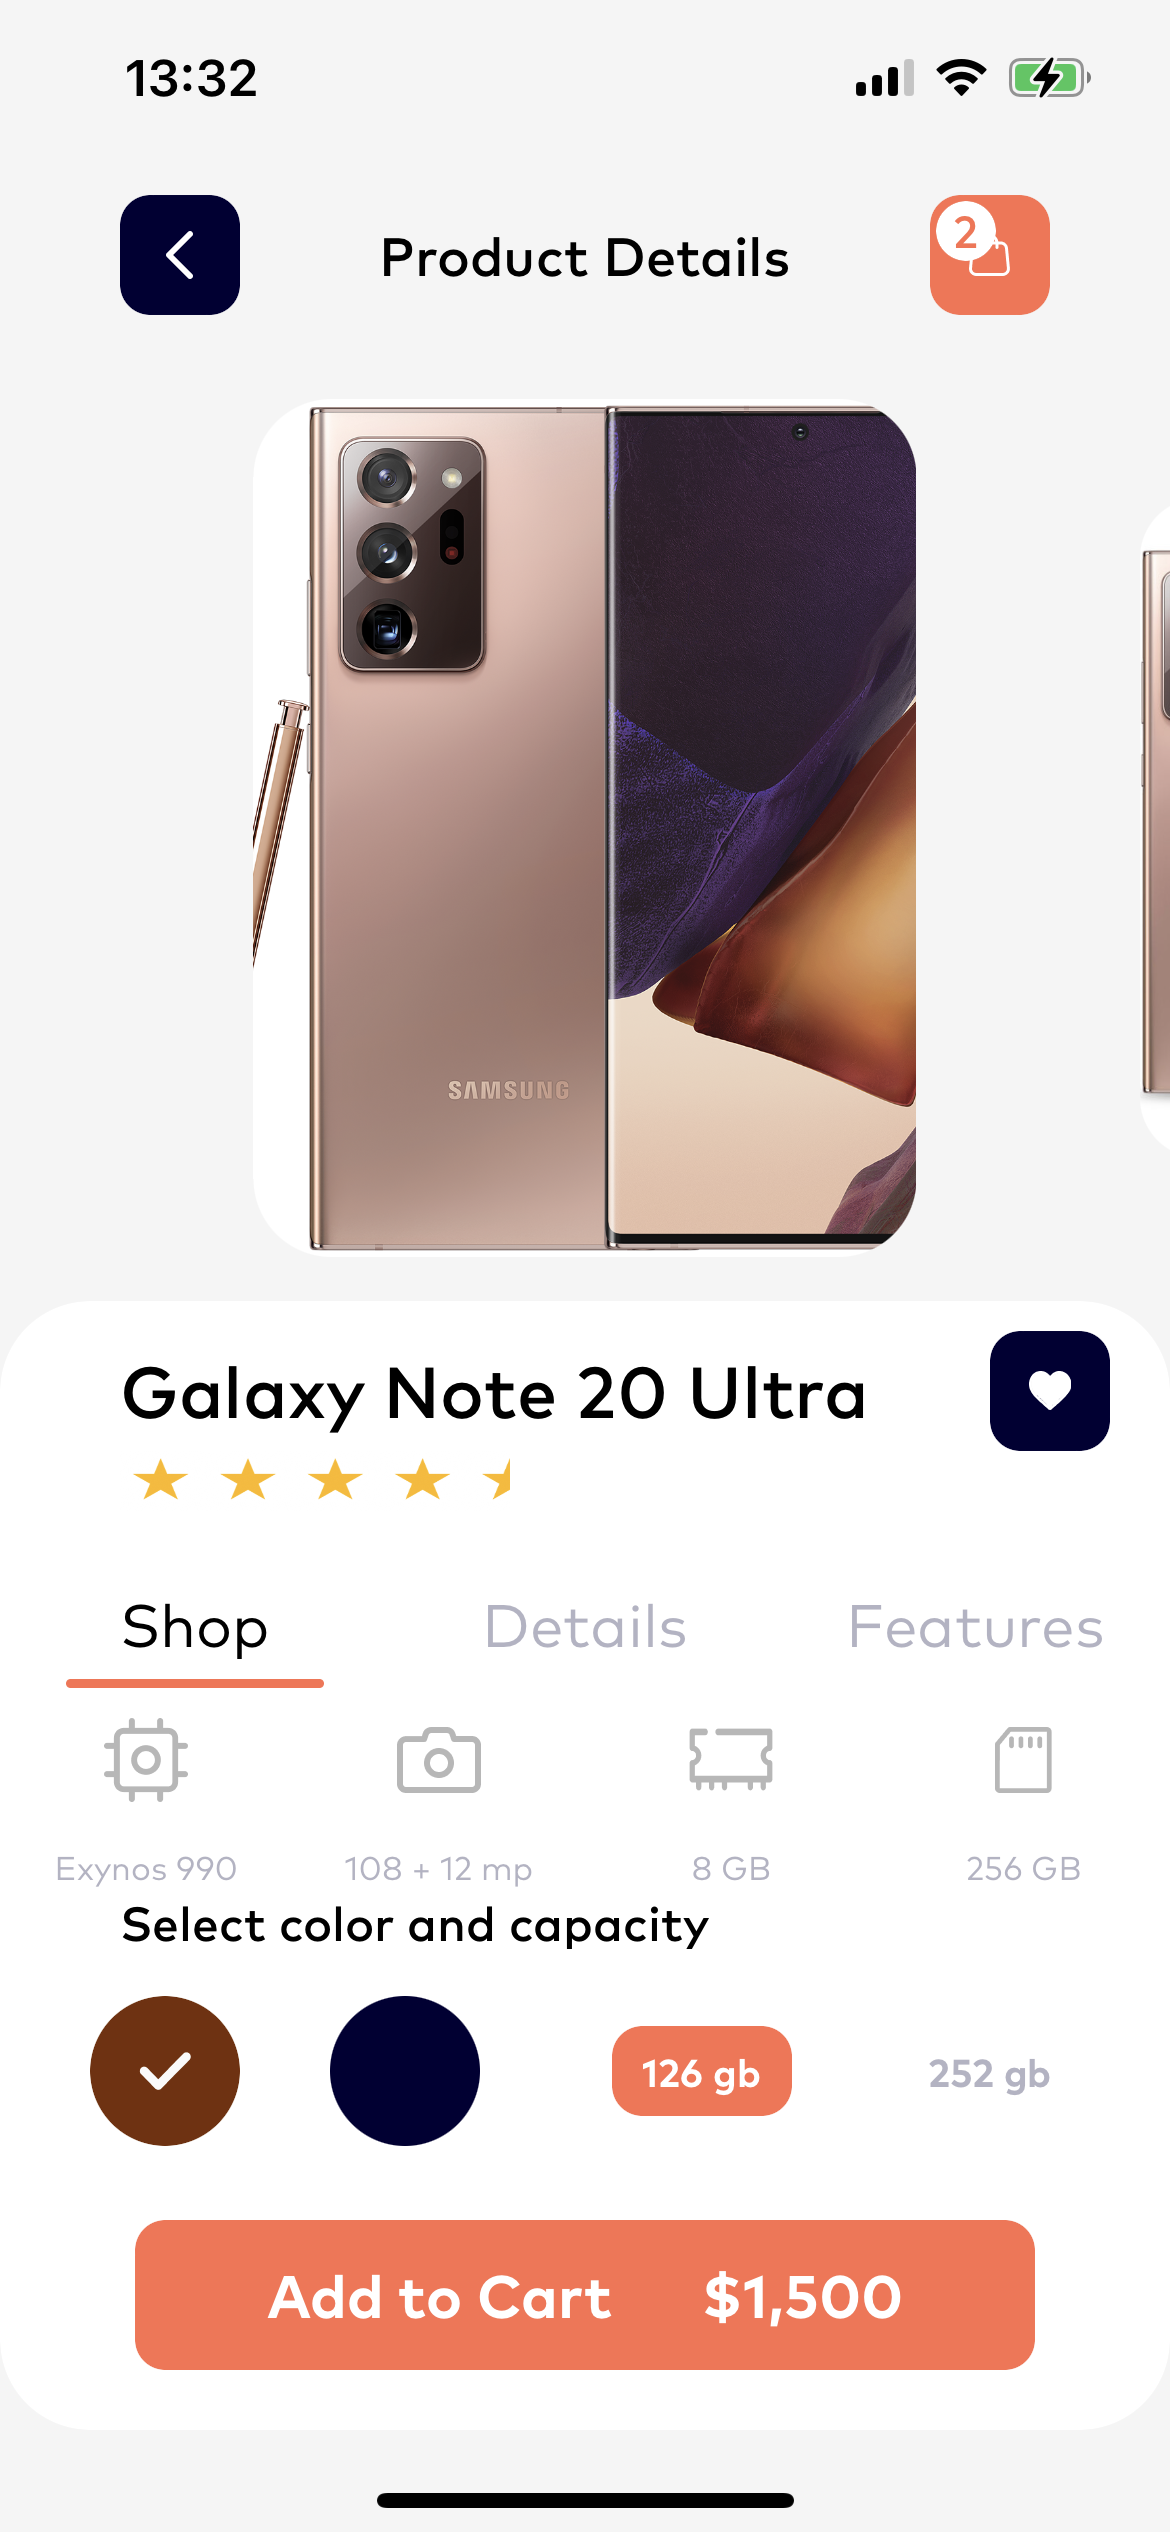 13:32
2
Product Details
SAMSUNG
Galaxy Note 20 Ultra
Shop Details Features
Exynos 990 108 + 12 mp 8 GB 256 GB
Select color and capacity
126 gb 252 gb
Add to Cart $1,500